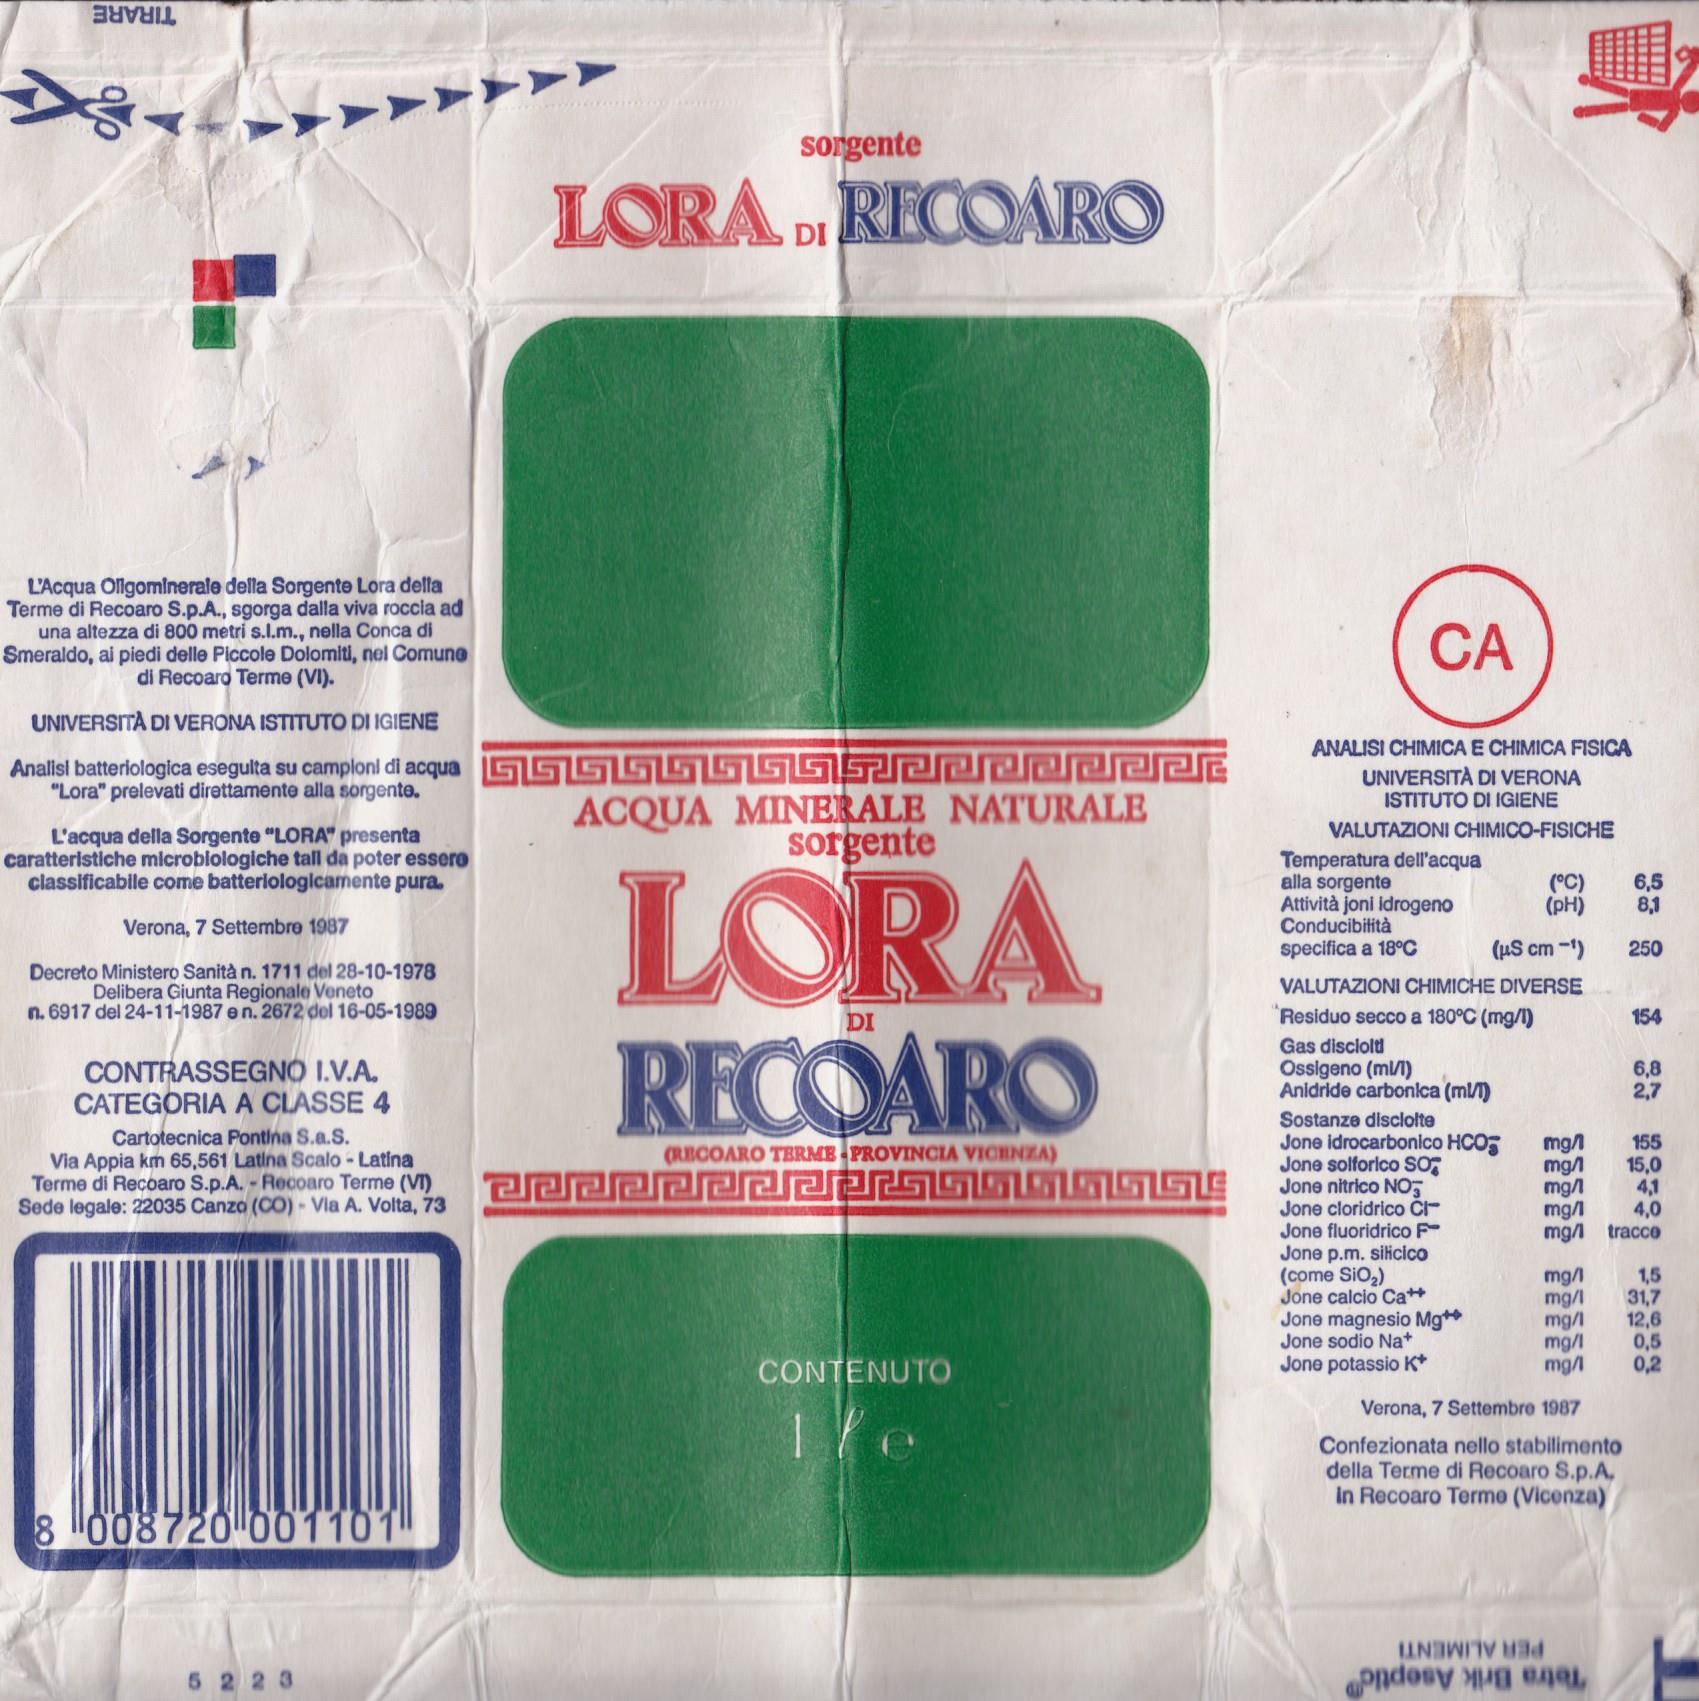 TIRARE
sorgente
LORA DI RECOARO
L'Acqua Oligominerale della Sorgente Lora della
Terme di Recoaro S.p.A., sgorga dalla viva roccia ad
una altezza di 800 metri s.l.m., nella Conca di
Smeraldo, ai piedi delle Piccole Dolomiti, nel Comune
di Recoaro Terme (VI).
UNIVERSITÀ DI VERONA ISTITUTO DI IGIENE
Analisi batteriologica eseguita su campioni di acqua
"Lora" prelevati direttamente alla sorgente.
L'acqua della Sorgente "LORA" presenta
caratteristiche microbiologiche tali da poter essere
classificabile come batteriologicamente pura.
Verona, 7 Settembre 1987
Decreto Ministero Sanità n. 1711 del 28-10-1978
Delibera Giunta Regionale Veneto
n. 6917 del 24-11-1987 e n. 2672 del 16-05-1989
CONTRASSEGNO I.V.A.
CATEGORIA A CLASSE 4
Cartotecnica Pontina S.a.S.
Via Appia km 65,561 Latina Scalo - Latina
Terme di Recoaro S.p.A. - Recoaro Terme (VI)
Sede legale: 22035 Canzo (CO) - Via A. Volta, 73
8 008720 001101
5 2 2 3
ACQUA MINERALE NATURALE
sorgente
LORA
DI
RECOARO
(RECOARO TERME - PROVINCIA VICENZA)
CONTENUTO
1 ℓ e
CA
ANALISI CHIMICA E CHIMICA FISICA
UNIVERSITÀ DI VERONA
ISTITUTO DI IGIENE
VALUTAZIONI CHIMICO-FISICHE
Temperatura dell'acqua
alla sorgente (°C) 6,5
Attività joni idrogeno (pH) 8,1
Conducibilità
specifica a 18°C (µS cm⁻¹) 250
VALUTAZIONI CHIMICHE DIVERSE
Residuo secco a 180°C (mg/l) 154
Gas disciolti
Ossigeno (ml/l) 6,8
Anidride carbonica (ml/l) 2,7
Sostanze disciolte
Jone idrocarbonico HCO₃⁻ mg/l 155
Jone solforico SO₄⁻ mg/l 15,0
Jone nitrico NO₃⁻ mg/l 4,1
Jone cloridrico Cl⁻ mg/l 4,0
Jone fluoridrico F⁻ mg/l tracce
Jone p.m. silicico
(come SiO₂) mg/l 1,5
Jone calcio Ca⁺⁺ mg/l 31,7
Jone magnesio Mg⁺⁺ mg/l 12,6
Jone sodio Na⁺ mg/l 0,5
Jone potassio K⁺ mg/l 0,2
Verona, 7 Settembre 1987
Confezionata nello stabilimento
della Terme di Recoaro S.p.A.
in Recoaro Terme (Vicenza)
Tetra Brik Aseptic®
PER ALIMENTI